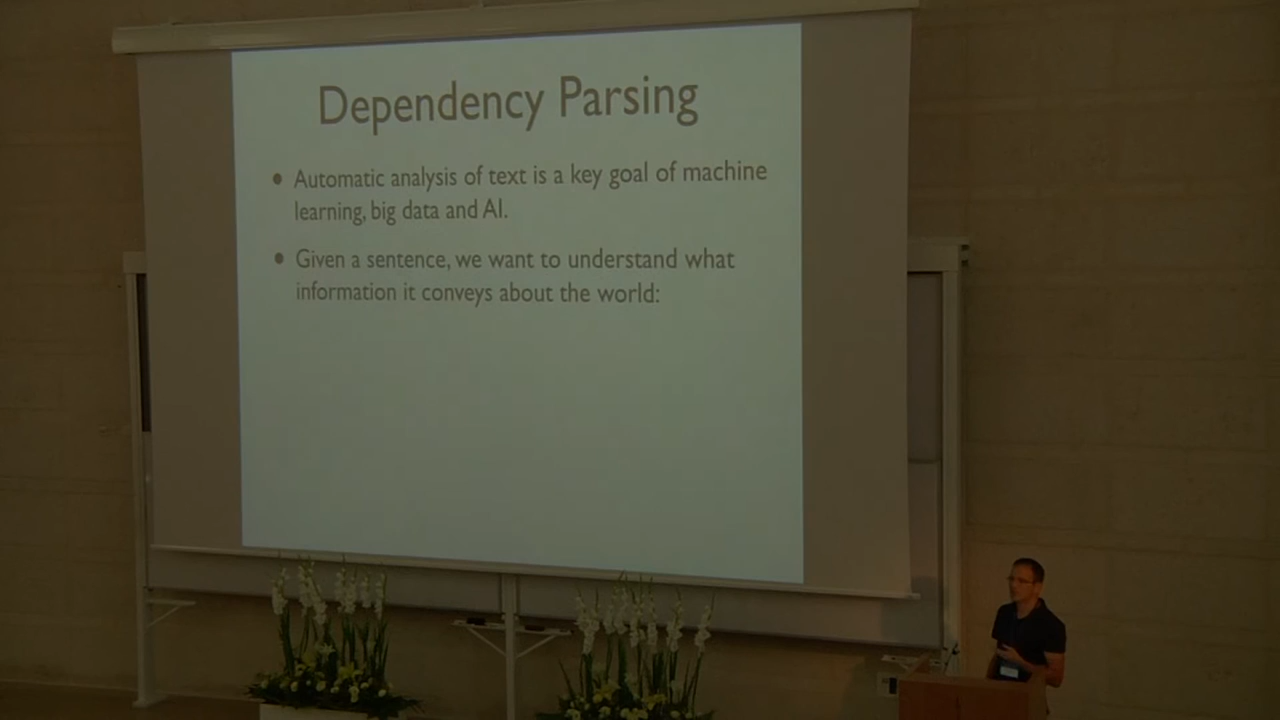 Dependency Parsing
• Automatic analysis of text is a key goal of machine
learning, big data and AI.
• Given a sentence, we want to understand what
information it conveys about the world: